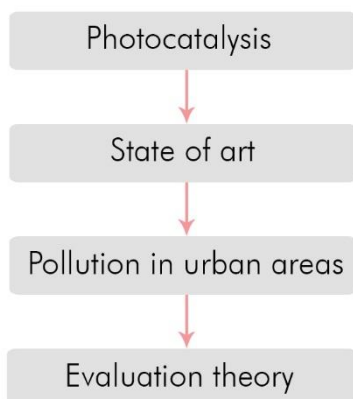 Photocatalysis
State of art
Pollution in urban areas
Evaluation theory